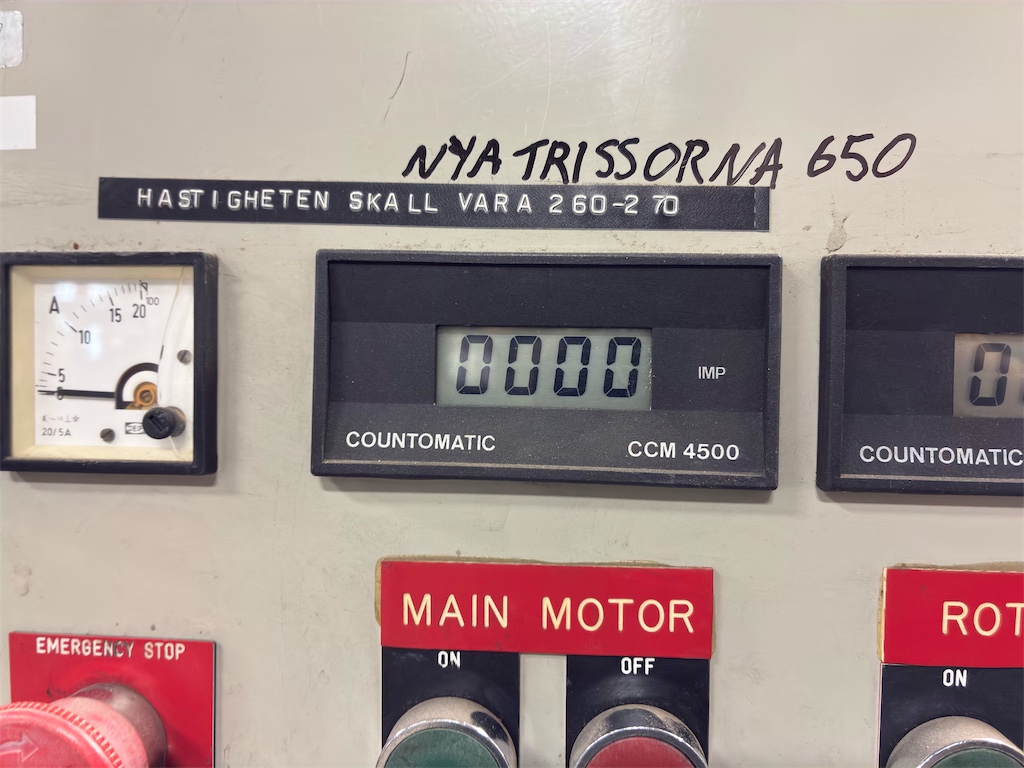 NYA TRISSORNA 650
HASTIGHETEN SKALL VARA 260-270
A
5
10
15
20
100
0
20/5A
0000
IMP
COUNTOMATIC
CCM 4500
COUNTOMATIC
MAIN MOTOR
ON
OFF
EMERGENCY STOP
ROT
ON